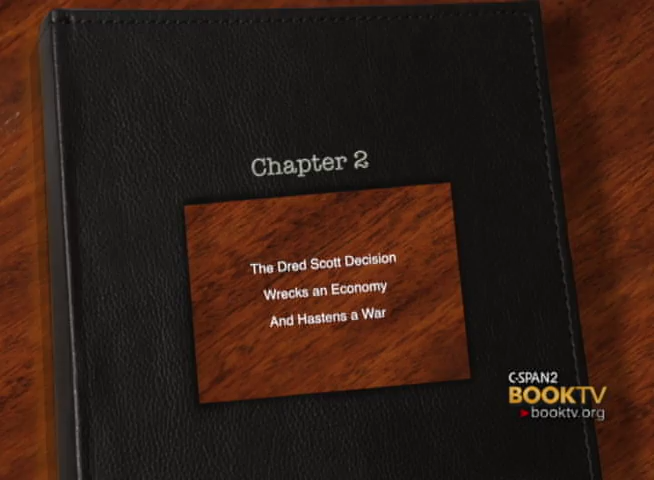 Chapter 2
The Dred Scott Decision
Wrecks an Economy
And Hastens a War
C-SPAN2
BOOKTV
booktv.org